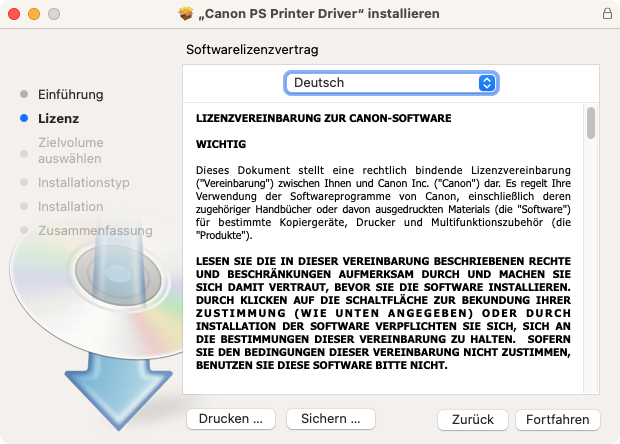 „Canon PS Printer Driver“ installieren
Softwarelizenzvertrag
Einführung
Lizenz
Zielvolume
auswählen
Installationstyp
Installation
Zusammenfassung
Deutsch
LIZENZVEREINBARUNG ZUR CANON-SOFTWARE
WICHTIG
Dieses Dokument stellt eine rechtlich bindende Lizenzvereinbarung
("Vereinbarung") zwischen Ihnen und Canon Inc. ("Canon") dar. Es regelt Ihre
Verwendung der Softwareprogramme von Canon, einschließlich deren
zugehöriger Handbücher oder davon ausgedruckten Materials (die "Software")
für bestimmte Kopiergeräte, Drucker und Multifunktionszubehör (die
"Produkte").
LESEN SIE DIE IN DIESER VEREINBARUNG BESCHRIEBENEN RECHTE
UND BESCHRÄNKUNGEN AUFMERKSAM DURCH UND MACHEN SIE
SICH DAMIT VERTRAUT, BEVOR SIE DIE SOFTWARE INSTALLIEREN.
DURCH KLICKEN AUF DIE SCHALTFLÄCHE ZUR BEKUNDUNG IHRER
ZUSTIMMUNG (WIE UNTEN ANGEGEBEN) ODER DURCH
INSTALLATION DER SOFTWARE VERPFLICHTEN SIE SICH, SICH AN
DIE BESTIMMUNGEN DIESER VEREINBARUNG ZU HALTEN. SOFERN
SIE DEN BEDINGUNGEN DIESER VEREINBARUNG NICHT ZUSTIMMEN,
BENUTZEN SIE DIESE SOFTWARE BITTE NICHT.
Drucken ...
Sichern ...
Zurück
Fortfahren